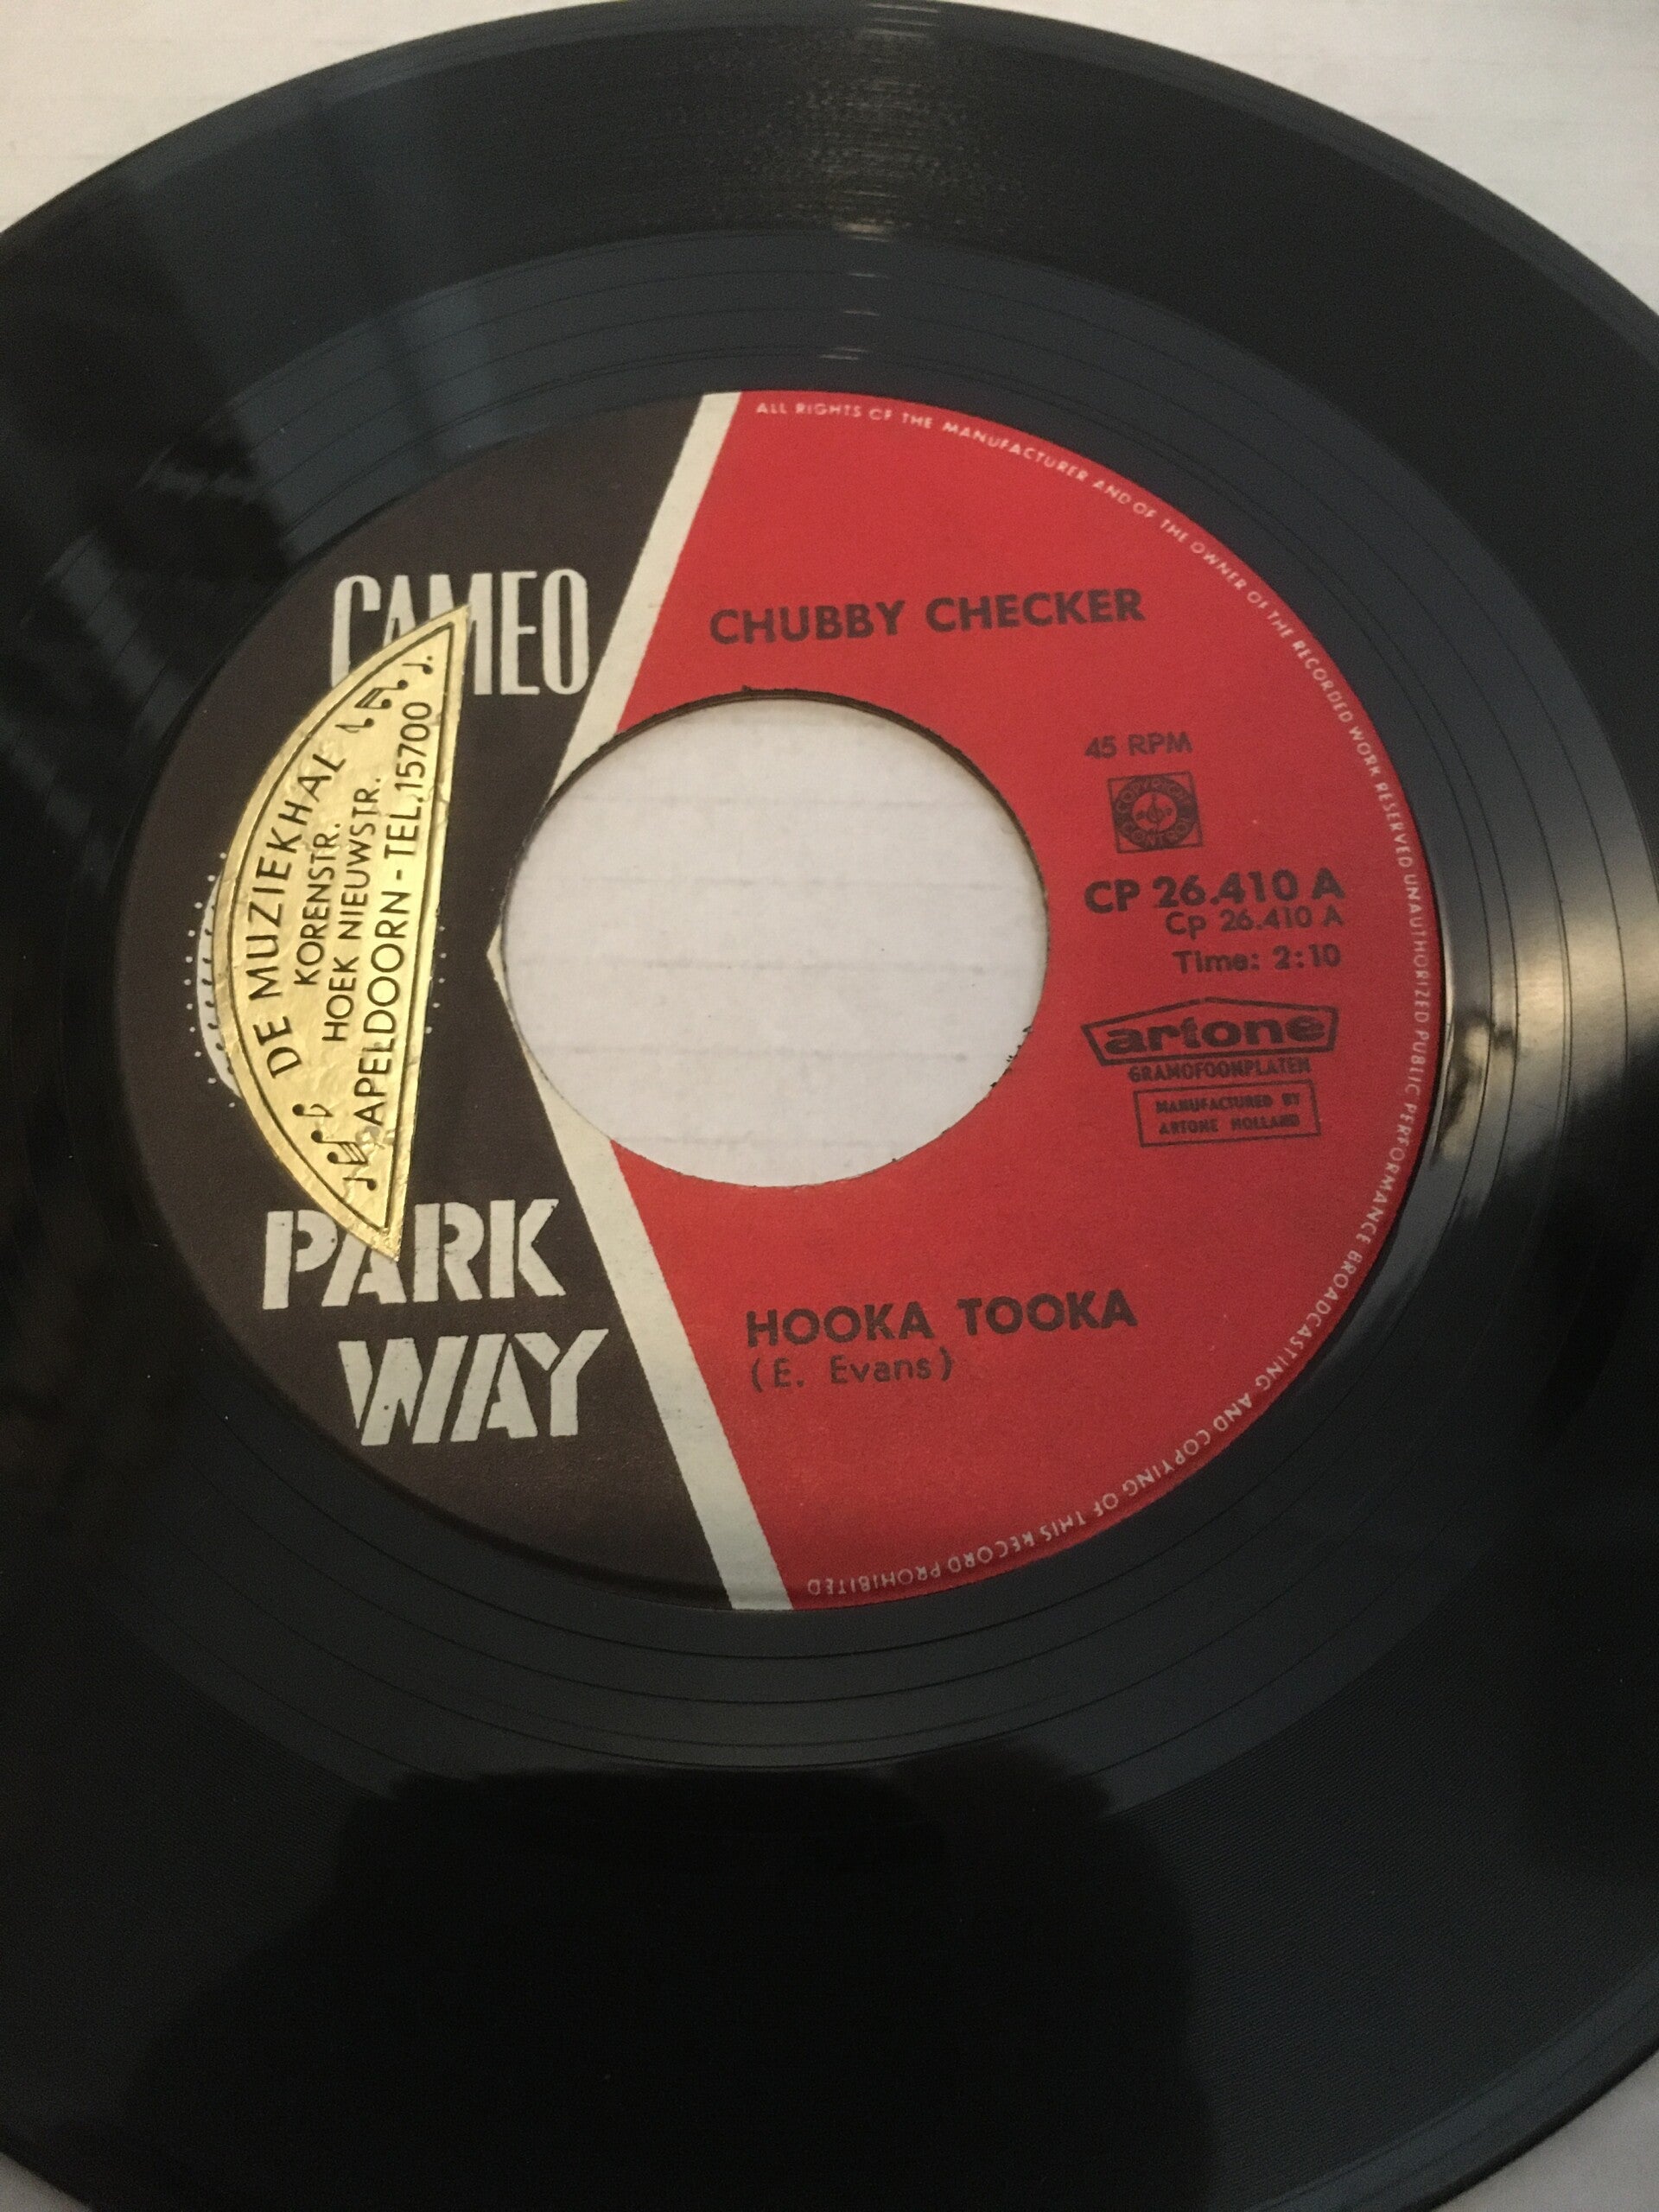 ALL RIGHTS OF THE MANUFACTURER AND OF THE OWNER OF THE RECORDED WORK RESERVED UNAUTHORIZED PUBLIC PERFORMANCE BROADCASTING AND COPYING OF THIS RECORD PROHIBITED
CAMEO
PARK
WAY
DE MUZIEKHAL
KORENSTR.
HOEK NIEUWSTR.
APELDOORN - TEL.15700
CHUBBY CHECKER
45 RPM
CP 26.410 A
Cp 26.410 A
Time: 2:10
artone
GRAMOFOONPLATEN
MANUFACTURED BY
ARTONE HOLLAND
HOOKA TOOKA
(E. Evans)